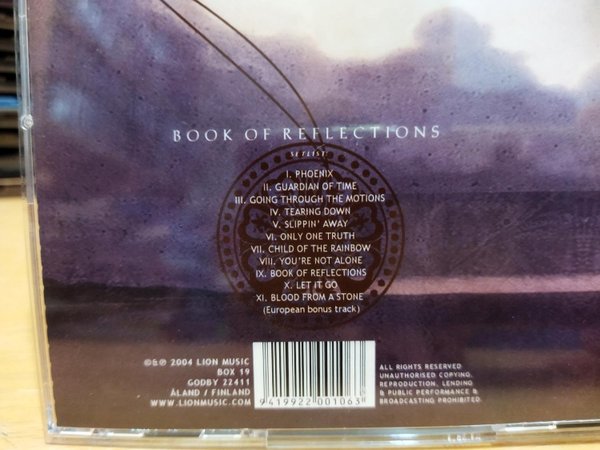 BOOK OF REFLECTIONS
SETLIST
I. PHOENIX
II. GUARDIAN OF TIME
III. GOING THROUGH THE MOTIONS
IV. TEARING DOWN
V. SLIPPIN' AWAY
VI. ONLY ONE TRUTH
VII. CHILD OF THE RAINBOW
VIII. YOU'RE NOT ALONE
IX. BOOK OF REFLECTIONS
X. LET IT GO
XI. BLOOD FROM A STONE
(European bonus track)
©&℗ 2004 LION MUSIC
BOX 19
GODBY 22411
ÅLAND / FINLAND
WWW.LIONMUSIC.COM
9419922001063
ALL RIGHTS RESERVED.
UNAUTHORISED COPYING,
REPRODUCTION, LENDING
& PUBLIC PERFORMANCE &
BROADCASTING PROHIBITED.